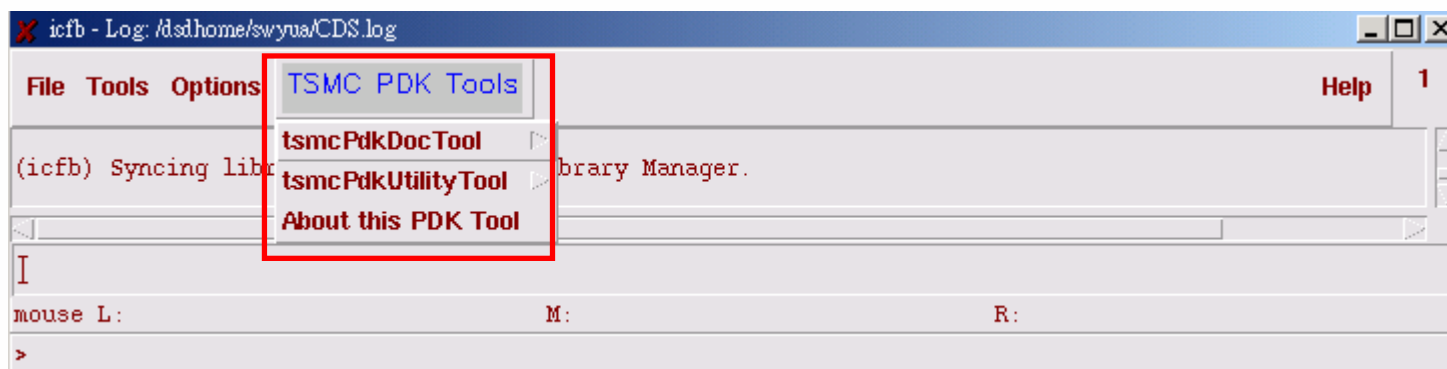 icfb - Log: /dsdhome/swyua/CDS.log
File Tools Options TSMC PDK Tools Help 1
tsmcPdkDocTool
(icfb) Syncing libr brary Manager.
tsmcPdkUtilityTool
About this PDK Tool
mouse L: M: R:
>